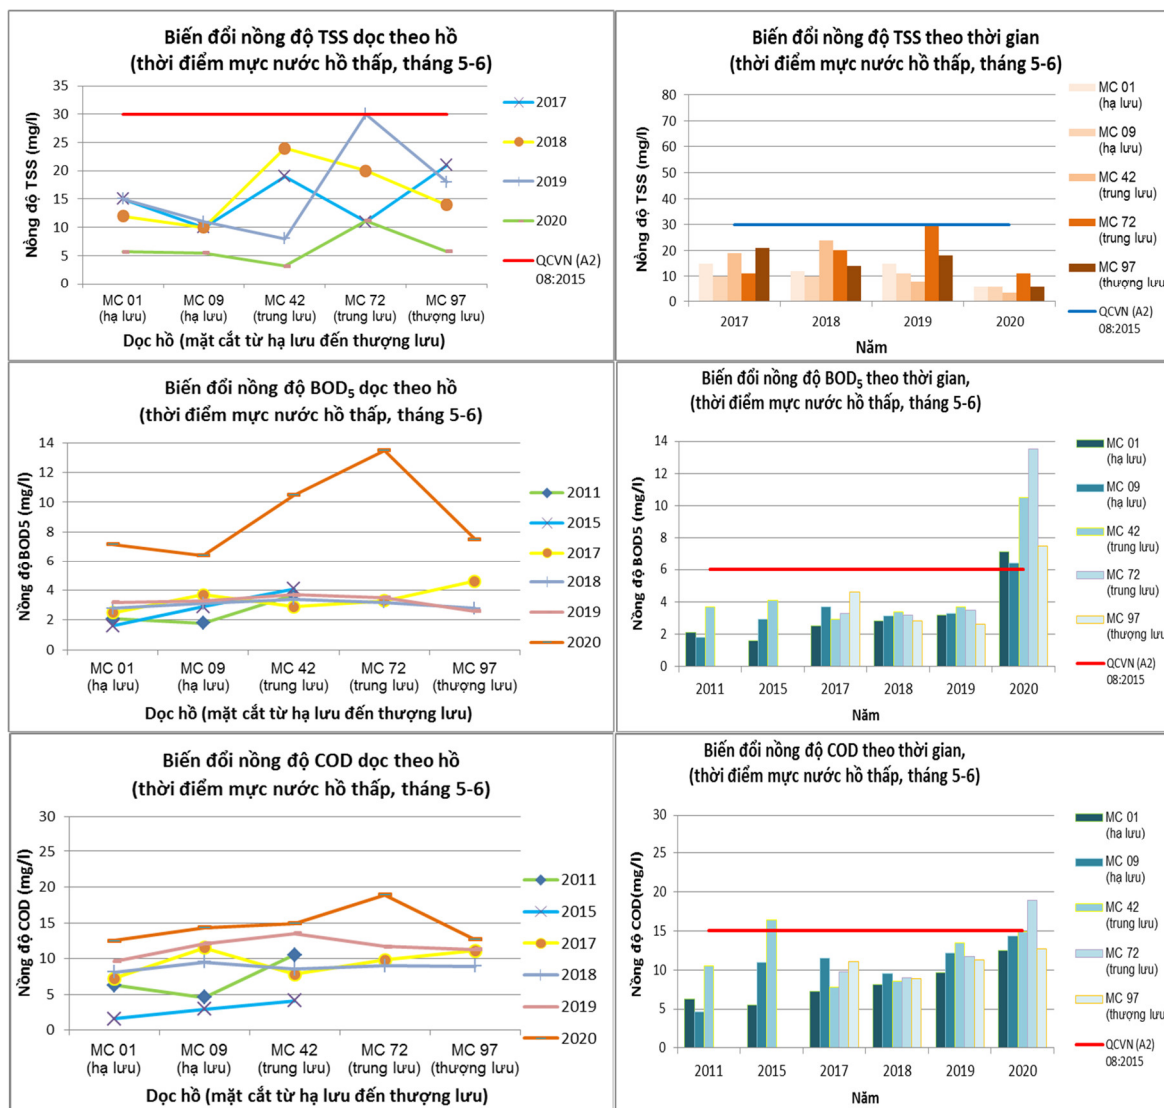 Biến đổi nồng độ TSS dọc theo hồ
(thời điểm mực nước hồ thấp, tháng 5-6)
Nồng độ TSS (mg/l)
35
30
25
20
15
10
5
0
MC 01 MC 09 MC 42 MC 72 MC 97
(hạ lưu) (hạ lưu) (trung lưu) (trung lưu) (thượng lưu)
Dọc hồ (mặt cắt từ hạ lưu đến thượng lưu)
2017
2018
2019
2020
QCVN (A2)
08:2015
Biến đổi nồng độ TSS theo thời gian
(thời điểm mực nước hồ thấp, tháng 5-6)
Nồng độ TSS (mg/l)
80
70
60
50
40
30
20
10
0
2017 2018 2019 2020
Năm
MC 01
(hạ lưu)
MC 09
(hạ lưu)
MC 42
(trung lưu)
MC 72
(trung lưu)
MC 97
(thượng lưu)
QCVN (A2)
08:2015
Biến đổi nồng độ BOD₅ dọc theo hồ
(thời điểm mực nước hồ thấp, tháng 5-6)
Nồng độBOD5 (mg/l)
14
12
10
8
6
4
2
0
MC 01 MC 09 MC 42 MC 72 MC 97
(hạ lưu) (hạ lưu) (trung lưu) (trung lưu) (thượng lưu)
Dọc hồ (mặt cắt từ hạ lưu đến thượng lưu)
2011
2015
2017
2018
2019
2020
Biến đổi nồng độ BOD₅ theo thời gian,
(thời điểm mực nước hồ thấp, tháng 5-6)
Nồng độ BOD5 (mg/l)
14
12
10
8
6
4
2
0
2011 2015 2017 2018 2019 2020
Năm
MC 01
(hạ lưu)
MC 09
(hạ lưu)
MC 42
(trung lưu)
MC 72
(trung lưu)
MC 97
(thượng lưu)
QCVN (A2)
08:2015
Biến đổi nồng độ COD dọc theo hồ
(thời điểm mực nước hồ thấp, tháng 5-6)
Nồng độ COD (mg/l)
30
25
20
15
10
5
0
MC 01 MC 09 MC 42 MC 72 MC 97
(hạ lưu) (hạ lưu) (trung lưu) (trung lưu) (thượng lưu)
Dọc hồ (mặt cắt từ hạ lưu đến thượng lưu)
2011
2015
2017
2018
2019
2020
Biến đổi nồng độ COD theo thời gian,
(thời điểm mực nước hồ thấp, tháng 5-6)
Nồng độ COD(mg/l)
30
25
20
15
10
5
0
2011 2015 2017 2018 2019 2020
Năm
MC 01
(hạ lưu)
MC 09
(hạ lưu)
MC 42
(trung lưu)
MC 72
(trung lưu)
MC 97
(thượng lưu)
QCVN (A2)
08:2015